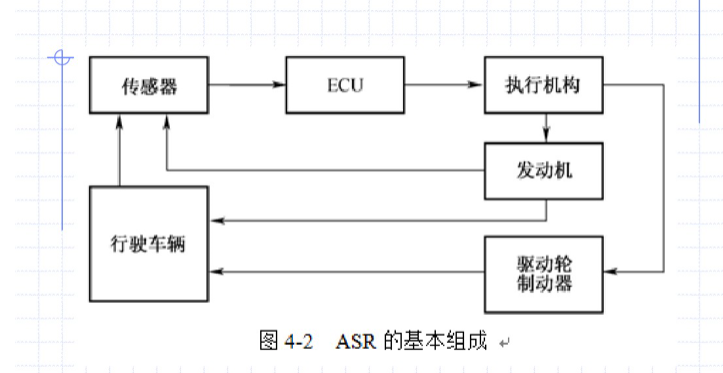 传感器
ECU
执行机构
发动机
行驶车辆
驱动轮
制动器
图 4-2 ASR 的基本组成